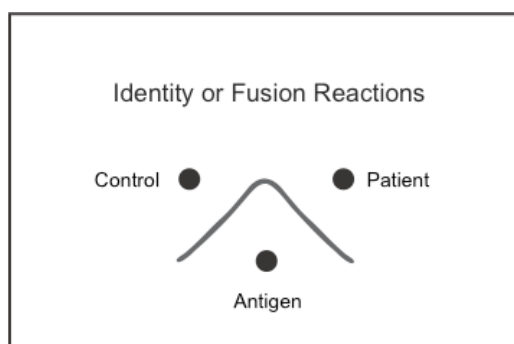 Identity or Fusion Reactions
Control
Patient
Antigen